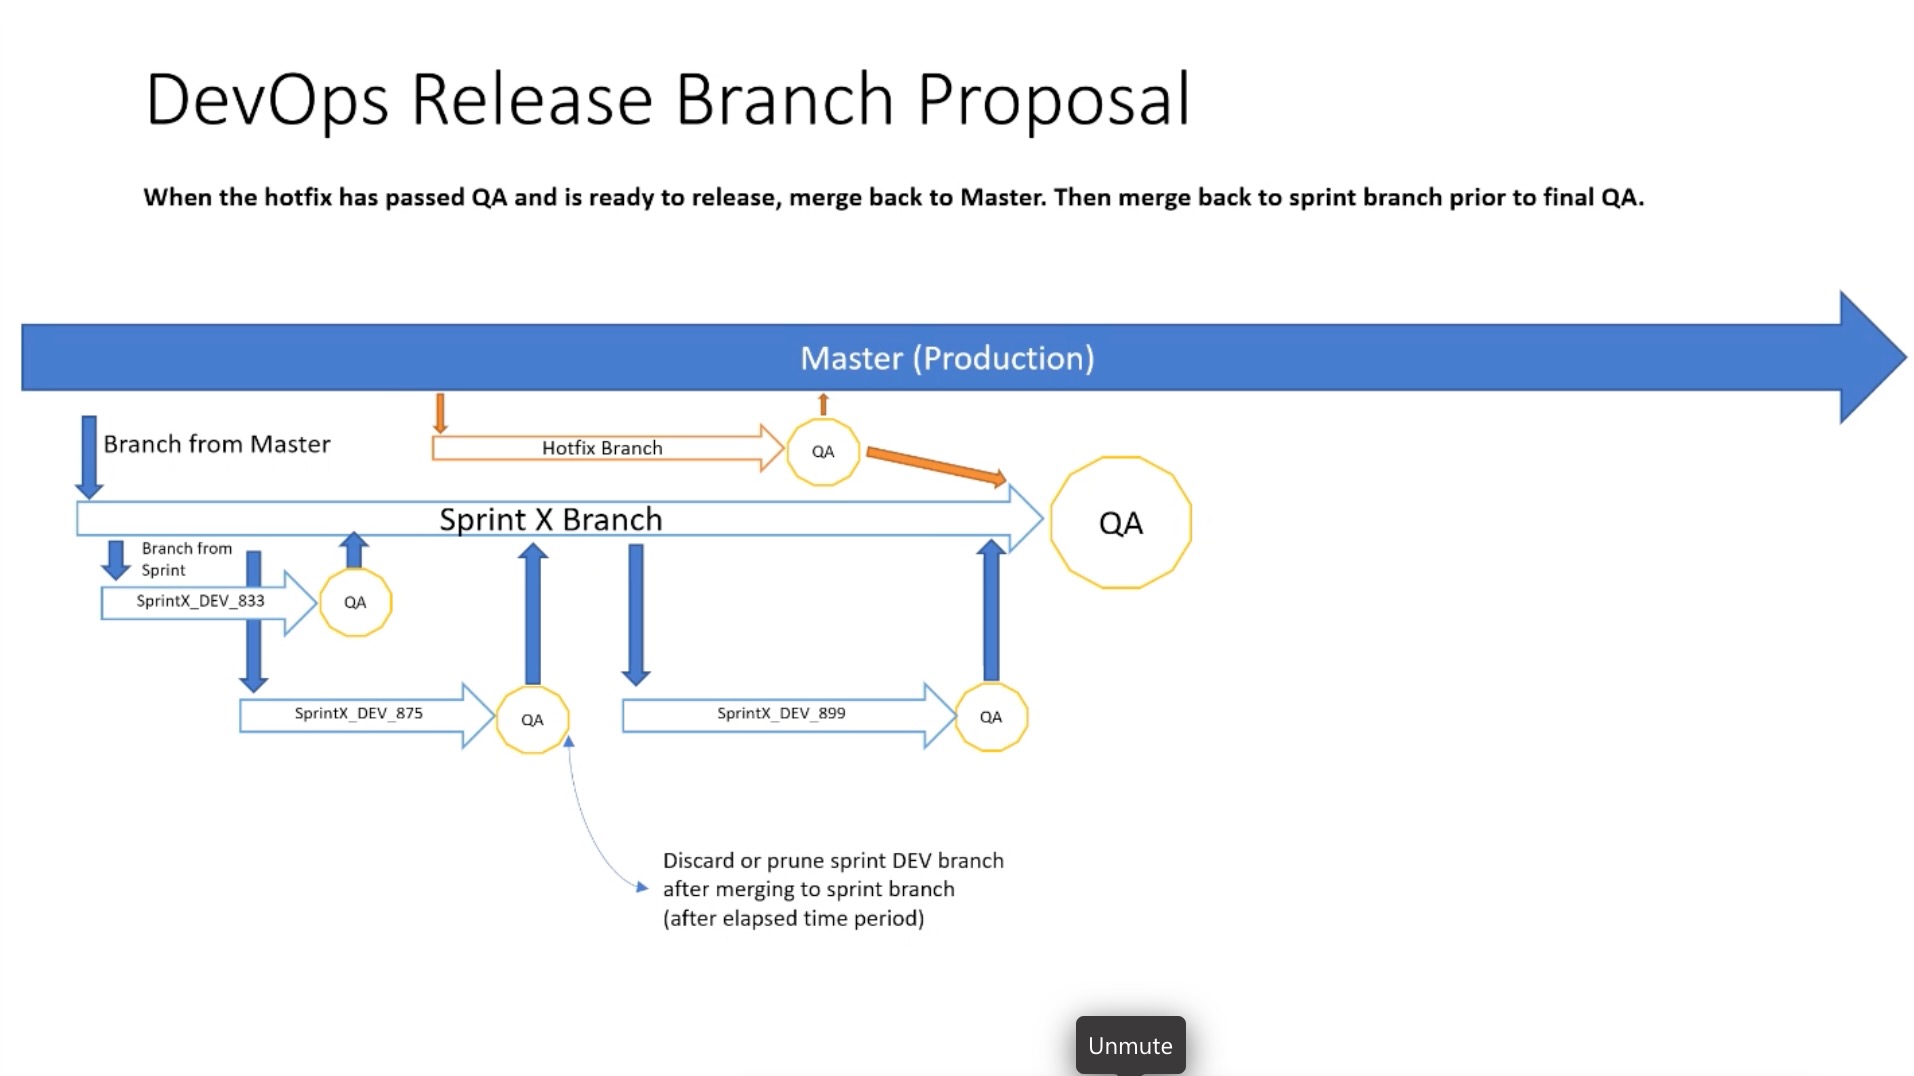 DevOps Release Branch Proposal
When the hotfix has passed QA and is ready to release, merge back to Master. Then merge back to sprint branch prior to final QA.
Master (Production)
Branch from Master
Hotfix Branch
QA
Sprint X Branch
QA
Branch from
Sprint
SprintX_DEV_833
QA
SprintX_DEV_875
QA
SprintX_DEV_899
QA
Discard or prune sprint DEV branch
after merging to sprint branch
(after elapsed time period)
Unmute